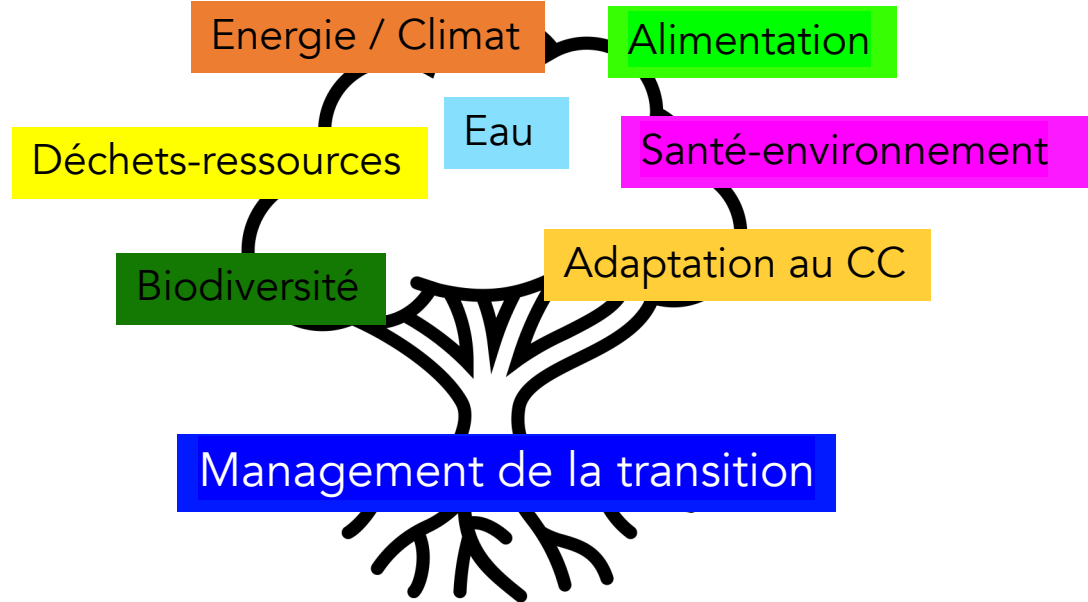 Energie / Climat
Alimentation
Eau
Santé-environnement
Déchets-ressources
Adaptation au CC
Biodiversité
Management de la transition